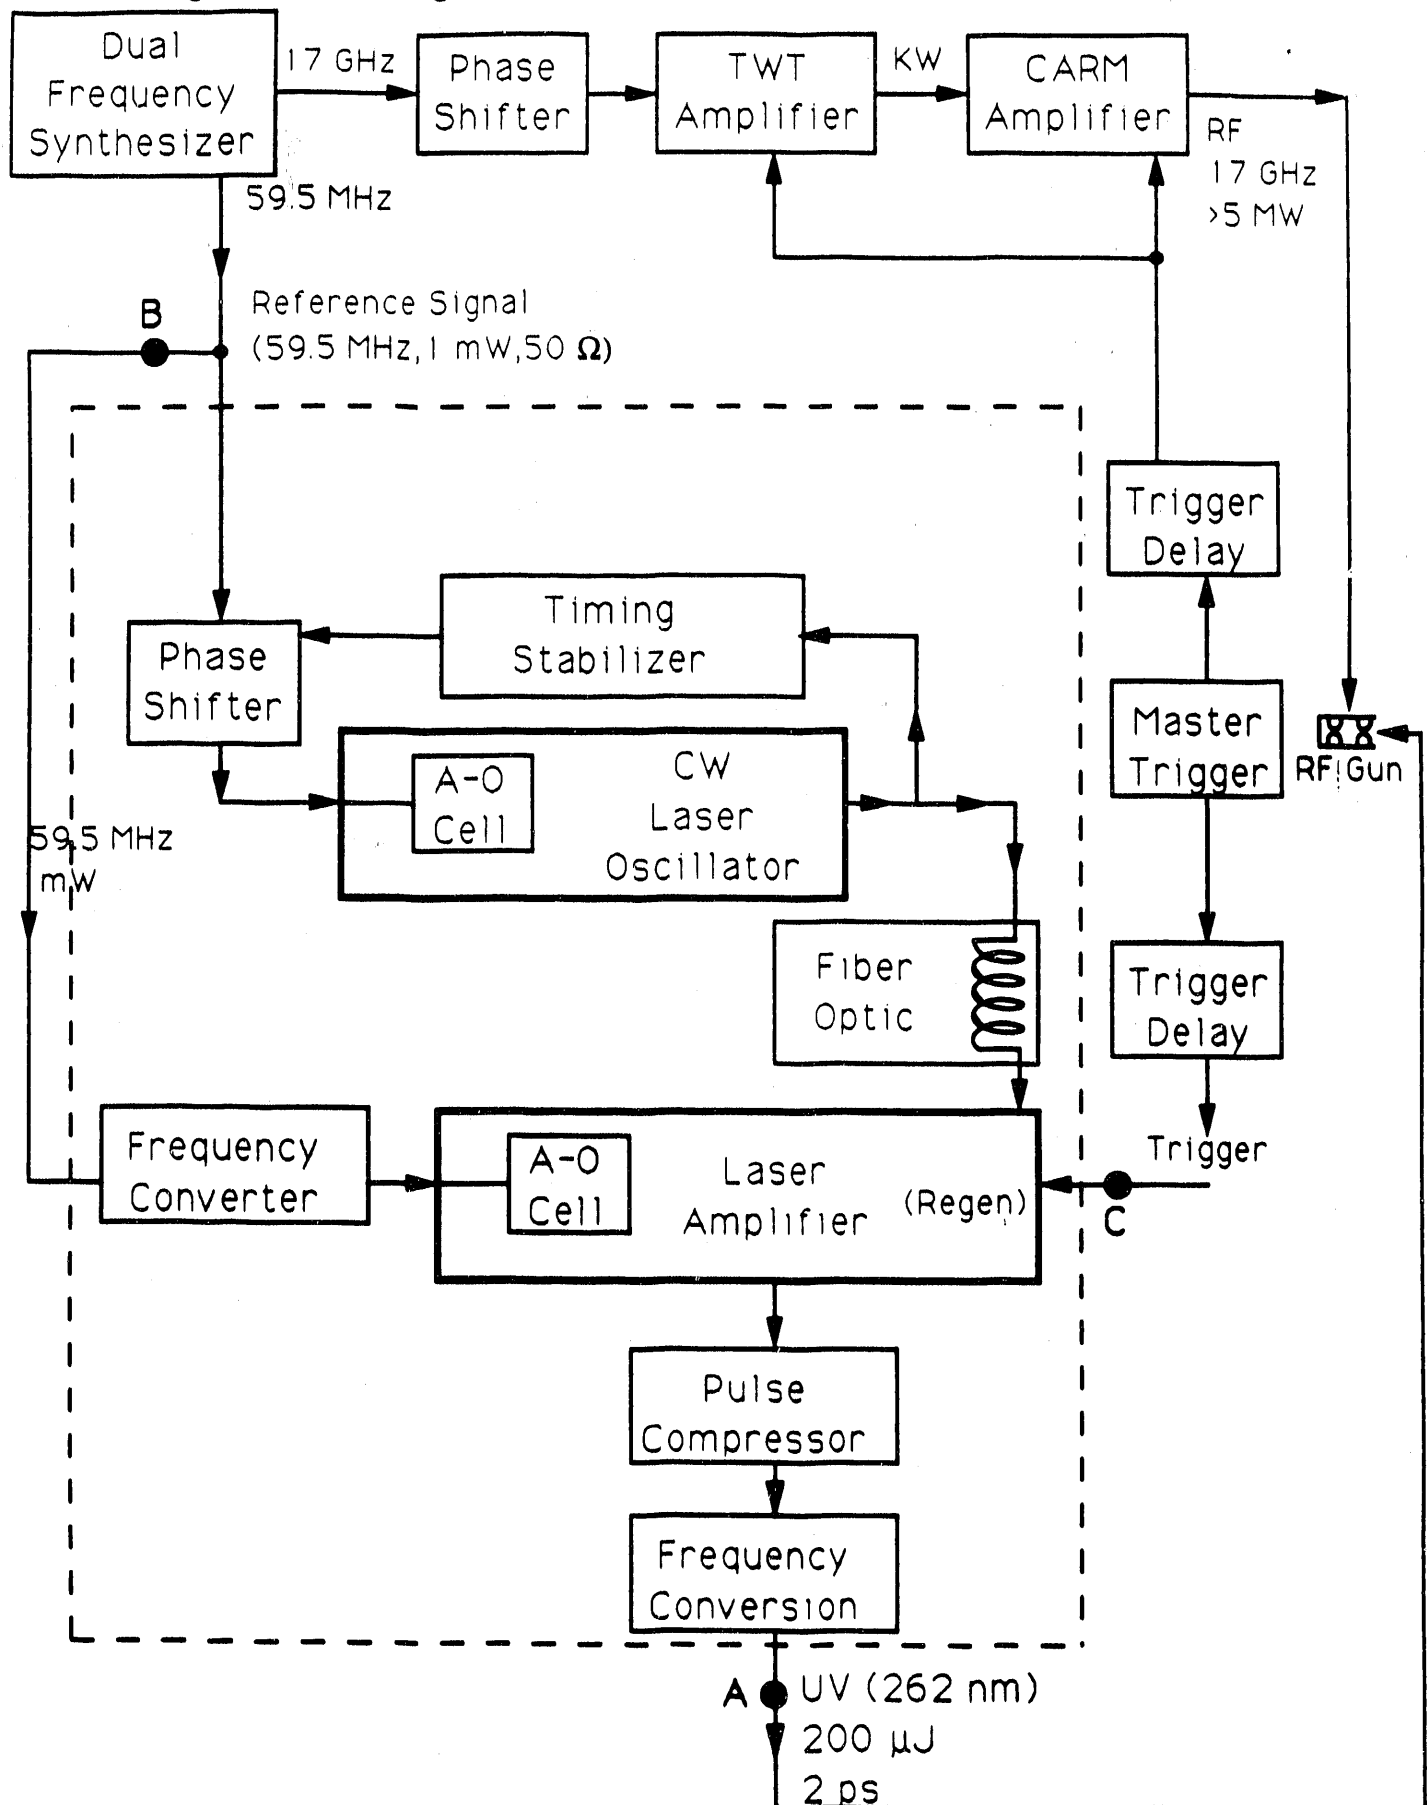 Dual
Frequency
Synthesizer
17 GHz
Phase
Shifter
TWT
Amplifier
KW
CARM
Amplifier
RF
17 GHz
>5 MW
59.5 MHz
B
Reference Signal
(59.5 MHz, 1 mW, 50 Ω)
Trigger
Delay
Timing
Stabilizer
Phase
Shifter
Master
Trigger
RF Gun
A-O
Cell
CW
Laser
Oscillator
59.5 MHz
mW
Fiber
Optic
Trigger
Delay
Trigger
C
Frequency
Converter
A-O
Cell
Laser
Amplifier
(Regen)
Pulse
Compressor
Frequency
Conversion
A
UV (262 nm)
200 µJ
2 ps